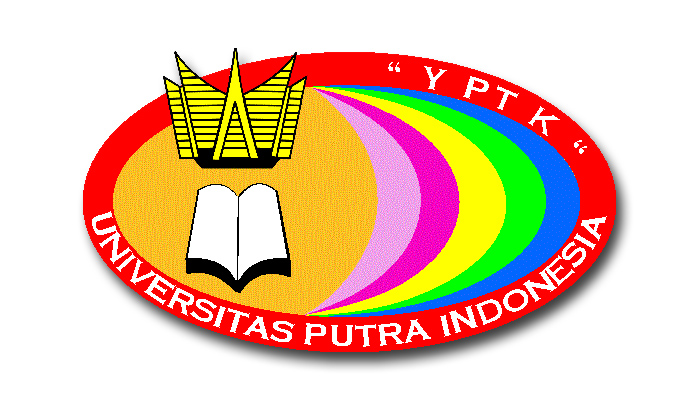 “ Y P T K “
UNIVERSITAS PUTRA INDONESIA